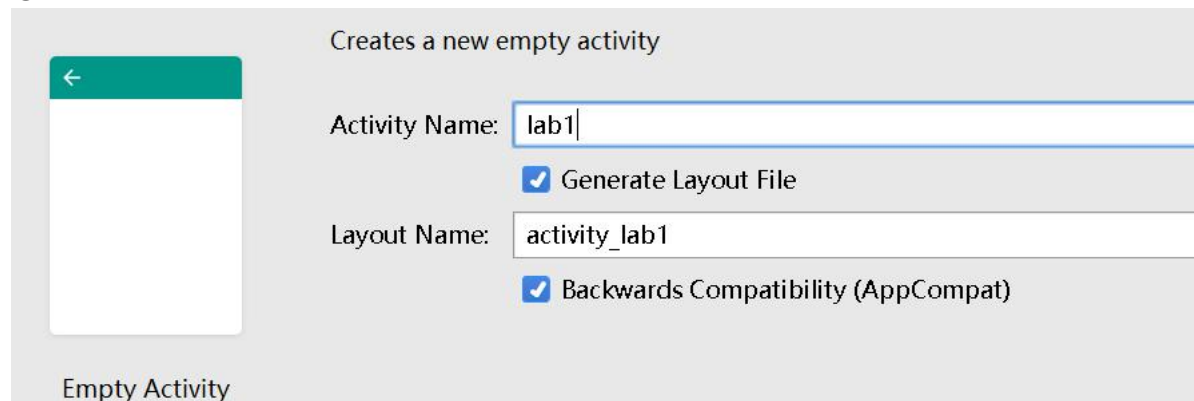 Creates a new empty activity
Activity Name: lab1
Generate Layout File
Layout Name: activity_lab1
Backwards Compatibility (AppCompat)
Empty Activity